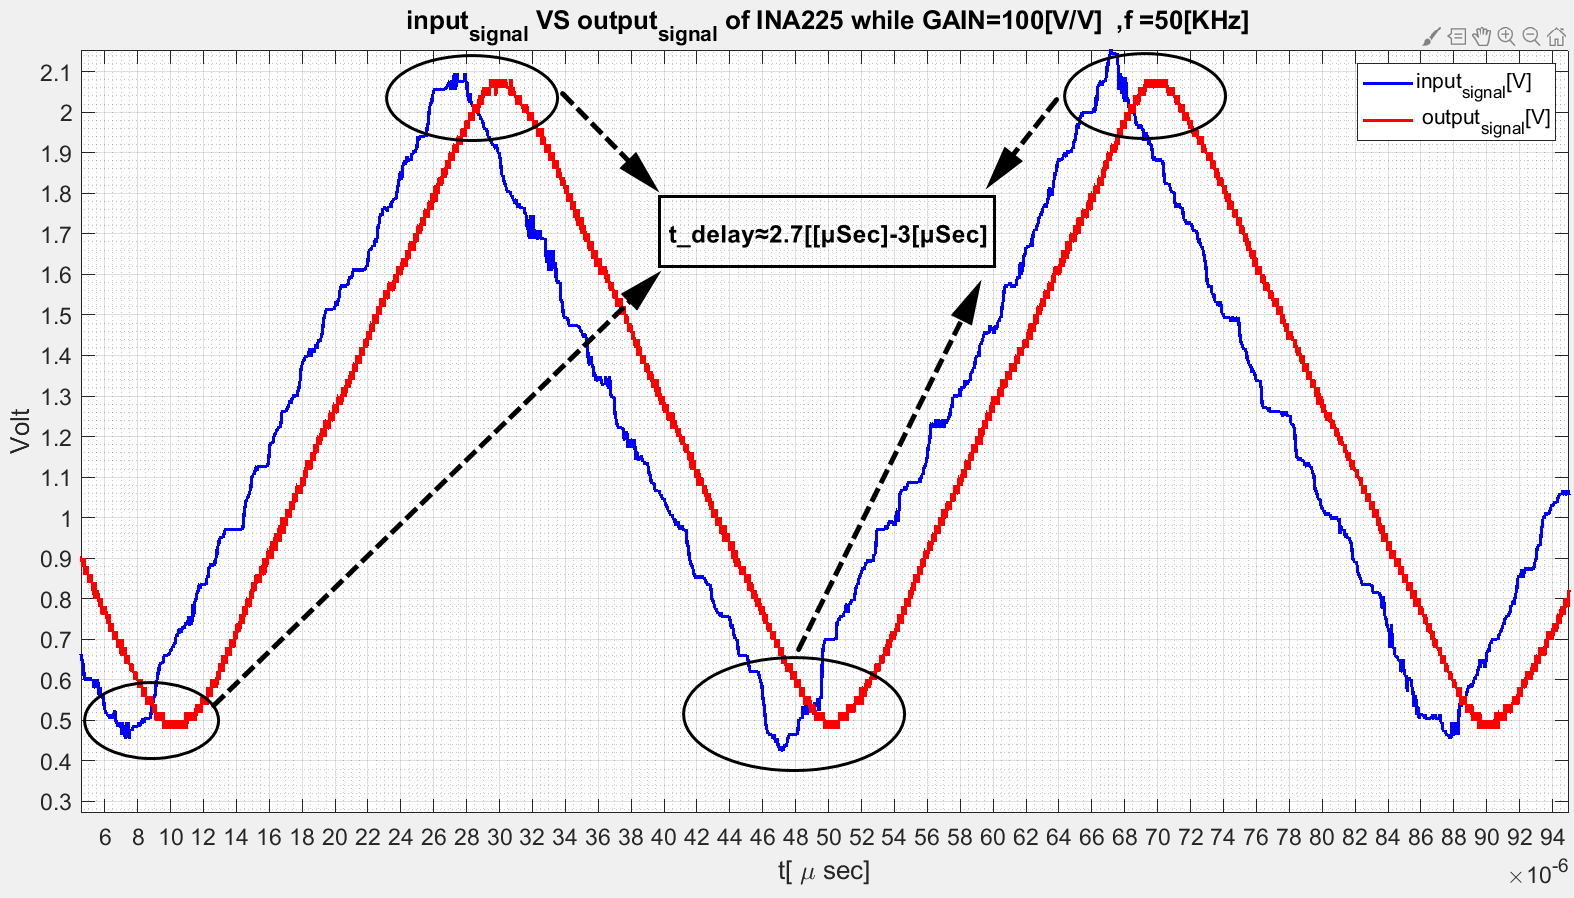 input_signal VS output_signal of INA225 while GAIN=100[V/V] ,f =50[KHz]
input_signal[V]
output_signal[V]
2.1
2
1.9
1.8
1.7
1.6
1.5
1.4
1.3
1.2
1.1
1
0.9
0.8
0.7
0.6
0.5
0.4
0.3
Volt
t_delay≈2.7[[µSec]-3[µSec]
6 8 10 12 14 16 18 20 22 24 26 28 30 32 34 36 38 40 42 44 46 48 50 52 54 56 58 60 62 64 66 68 70 72 74 76 78 80 82 84 86 88 90 92 94
t[ μ sec]
×10-6